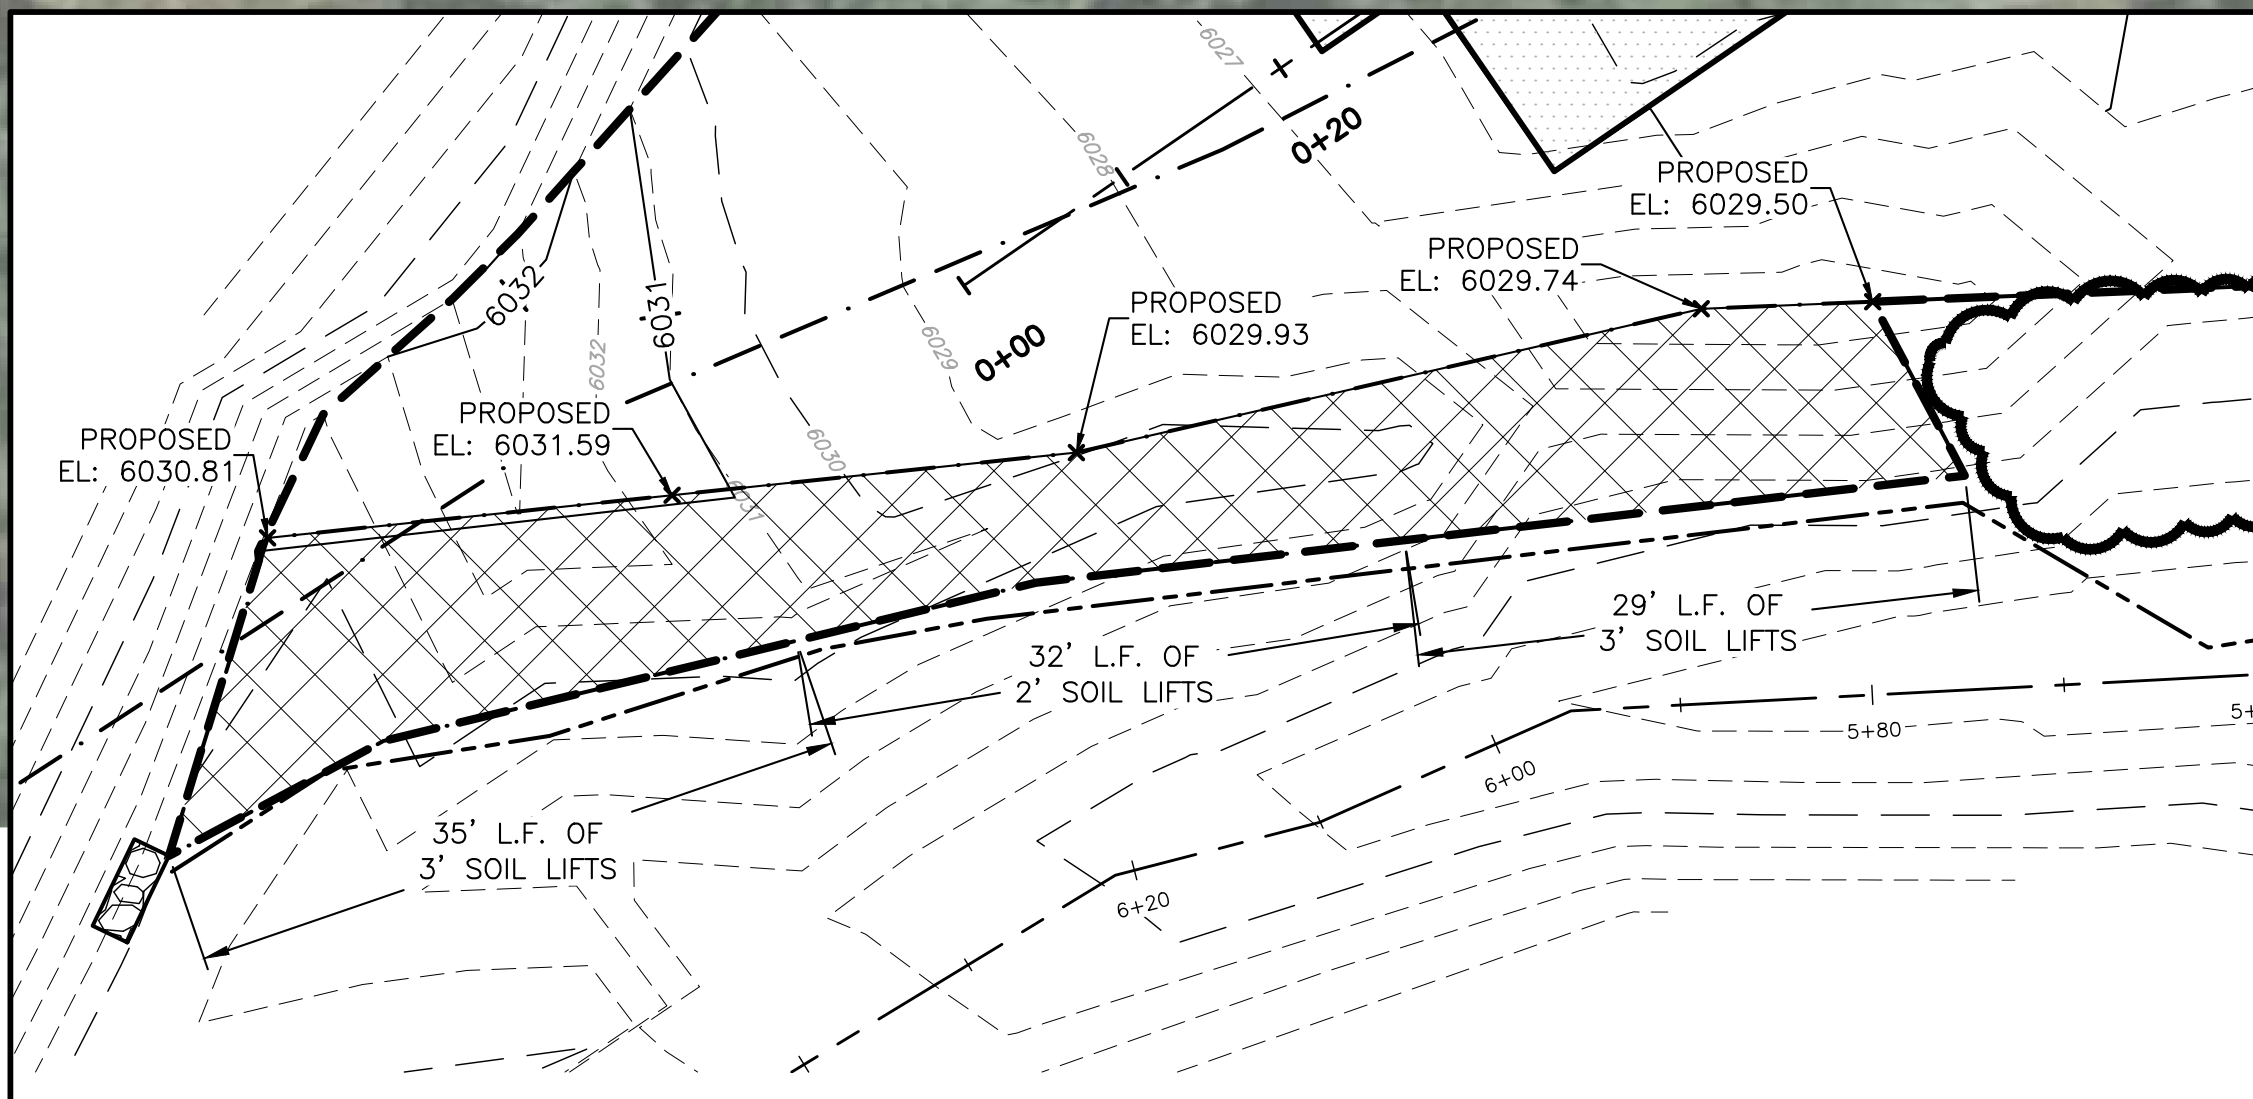 6027
6028
0+20
PROPOSED
EL: 6029.50
PROPOSED
EL: 6029.74
6032
6031
PROPOSED
EL: 6029.93
6032
6029
0+00
PROPOSED
EL: 6031.59
PROPOSED
EL: 6030.81
6030
6031
29' L.F. OF
3' SOIL LIFTS
32' L.F. OF
2' SOIL LIFTS
5+80
5+
6+00
35' L.F. OF
3' SOIL LIFTS
6+20